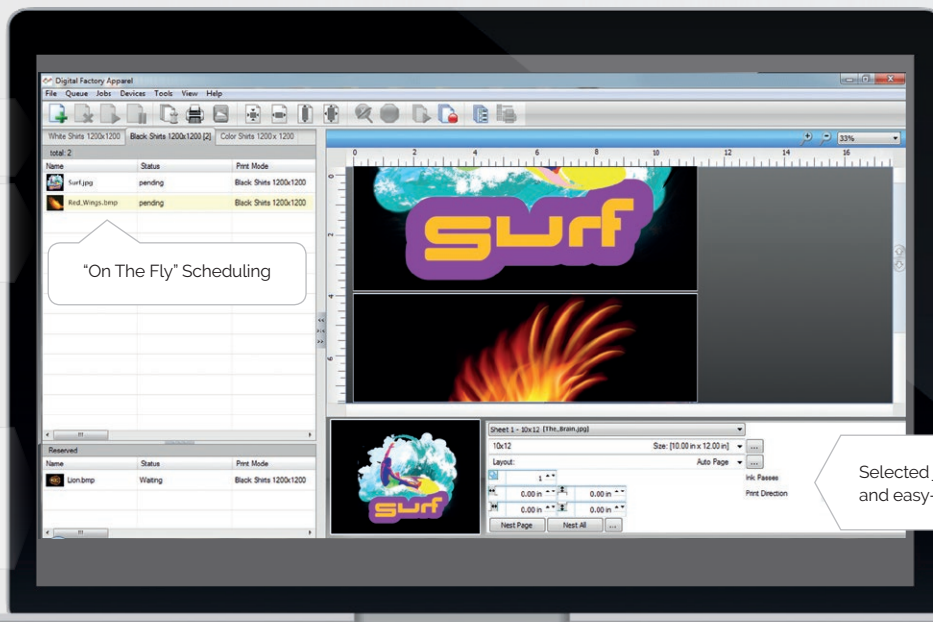 Digital Factory Apparel
File Queue Jobs Devices Tools View Help
White Shirts 1200x1200 Black Shirts 1200x1200 [2] Color Shirts 1200 x 1200
33%
total: 2
0 2 4 6 8 10 12 14 16
Name Status Print Mode
Surf.jpg pending Black Shirts 1200x1200
Red_Wings.bmp pending Black Shirts 1200x1200
0
2
4
6
surf
"On The Fly" Scheduling
Reserved
Name Status Print Mode
Lion.bmp Waiting Black Shirts 1200x1200
surf
Sheet 1 - 10x12 [The_Brain.jpg]
10x12 Size: [10.00 in x 12.00 in] ...
Layout: Auto Page ...
1
0.00 in 0.00 in
0.00 in 0.00 in
Nest Page Nest All ...
Ink Passes
Print Direction
Selected
and easy-